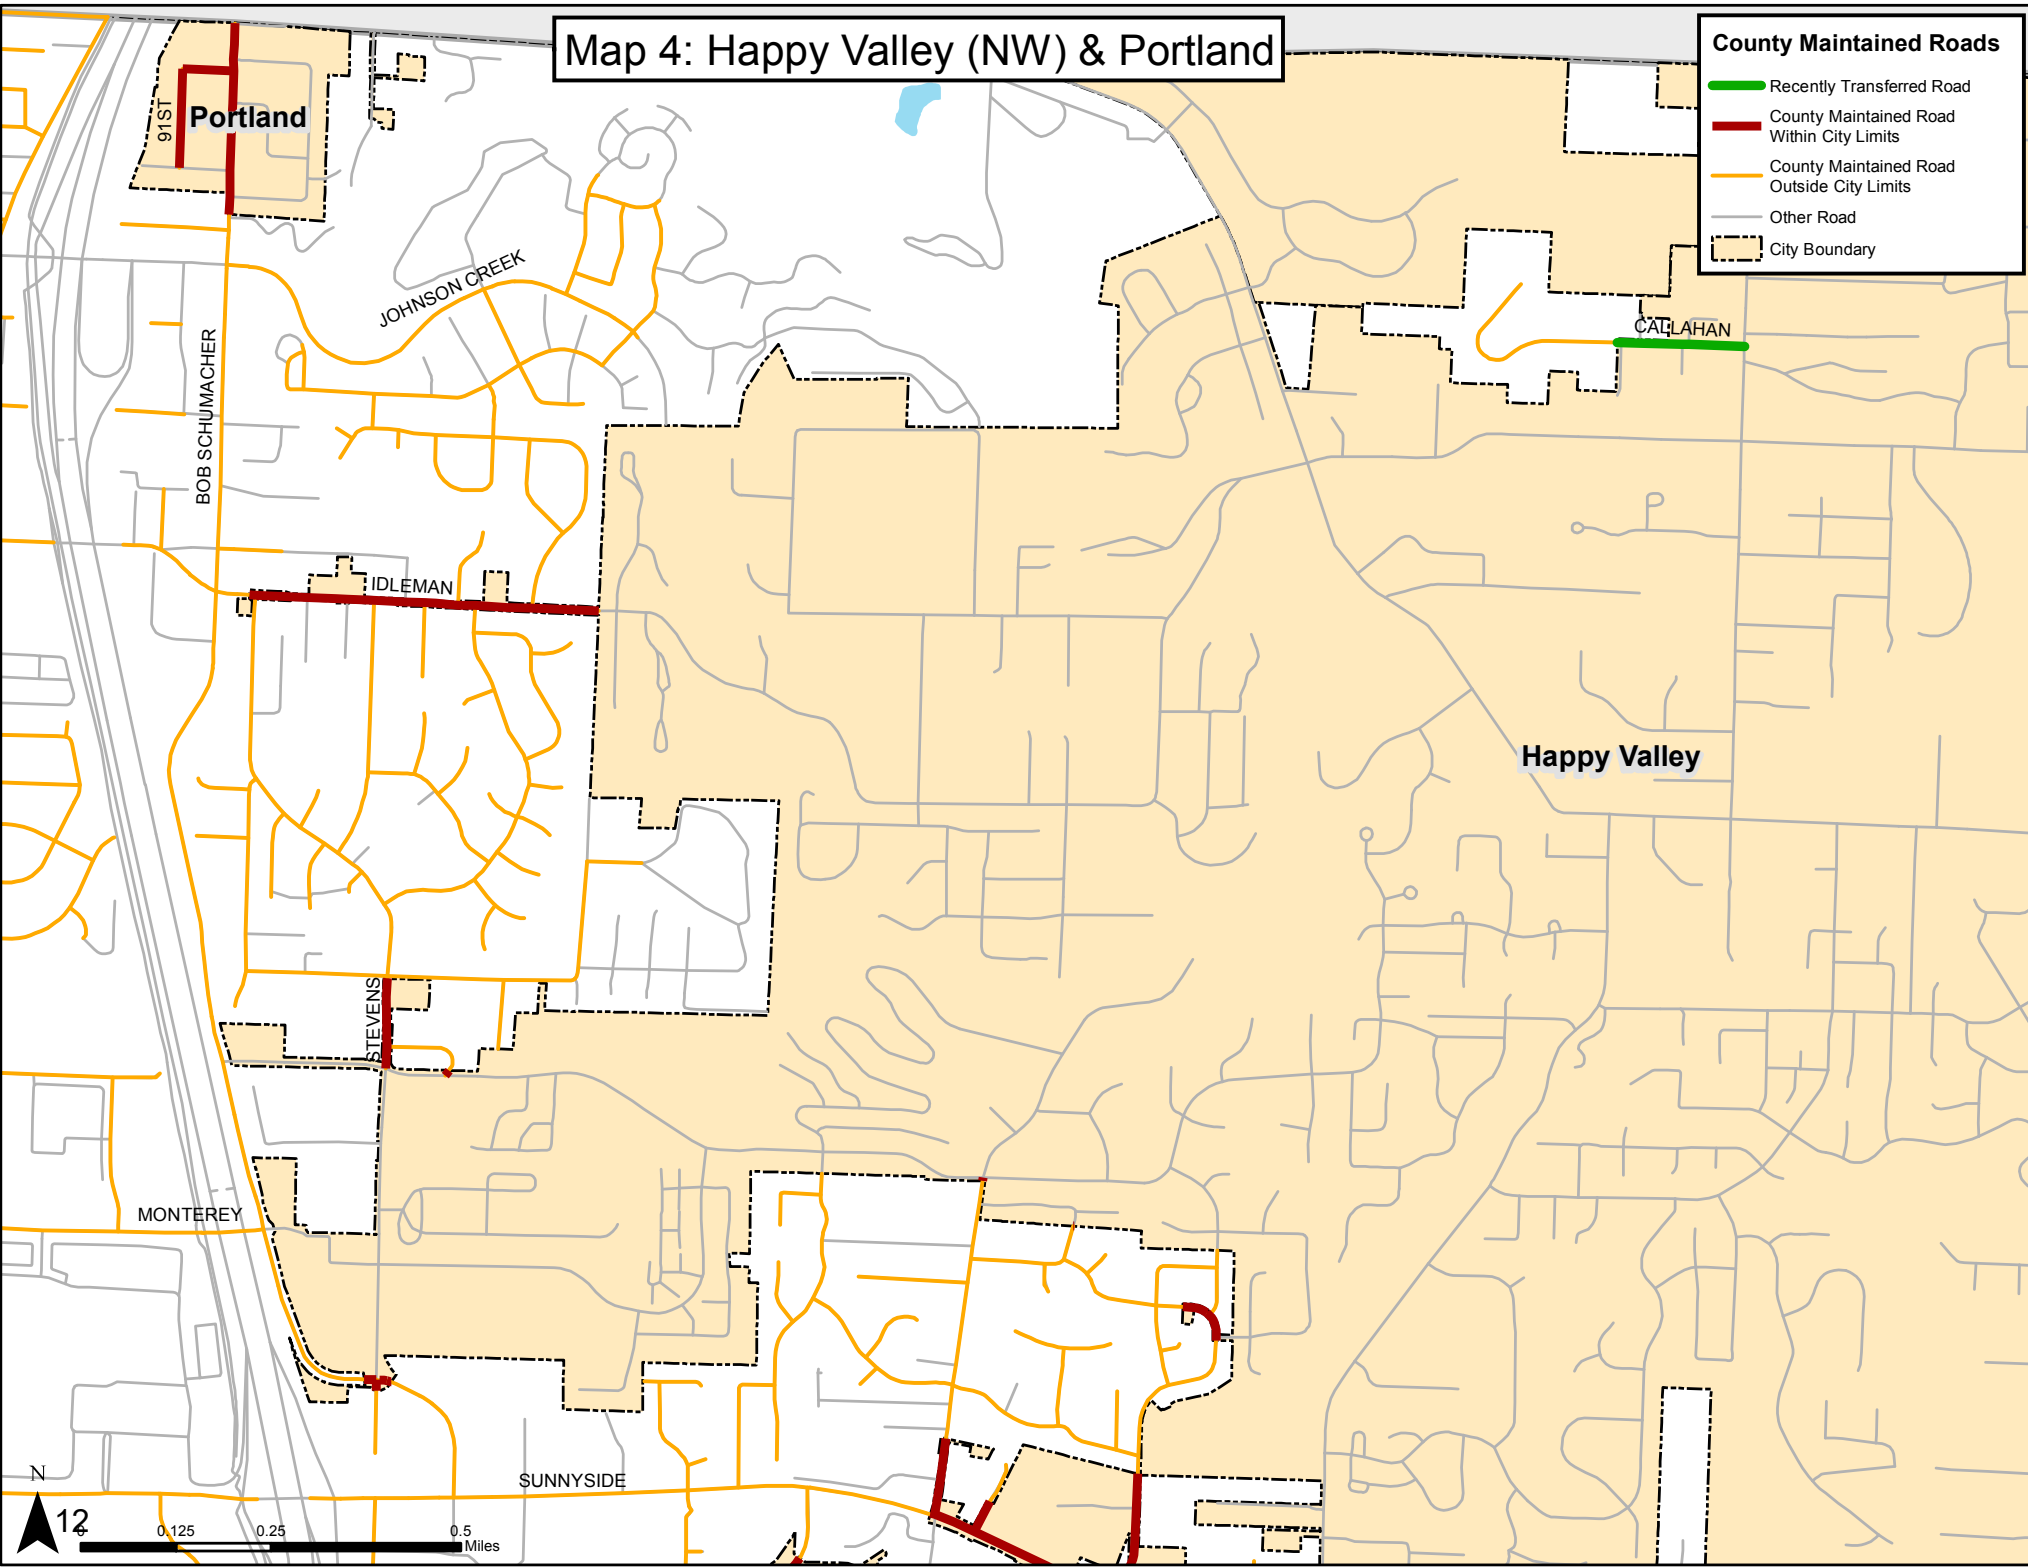 Map 4: Happy Valley (NW) & Portland
County Maintained Roads
Recently Transferred Road
County Maintained Road
Within City Limits
County Maintained Road
Outside City Limits
Other Road
City Boundary
91ST
Portland
JOHNSON CREEK
BOB SCHUMACHER
CALLAHAN
IDLEMAN
Happy Valley
STEVENS
MONTEREY
SUNNYSIDE
N
12
0 0.125 0.25 0.5
Miles